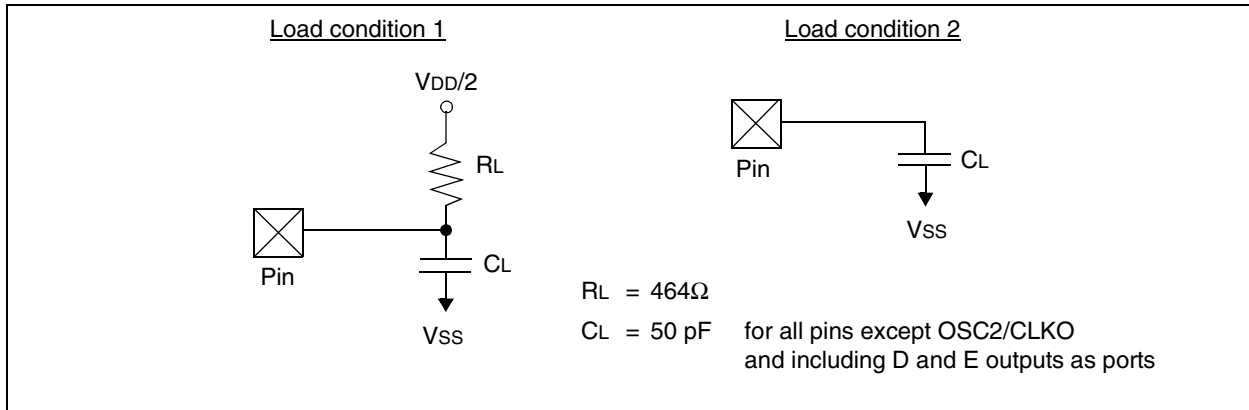 Load condition 1
VDD/2
RL
Pin
CL
VSS
Load condition 2
Pin
CL
VSS
RL = 464Ω
CL = 50 pF for all pins except OSC2/CLKO
and including D and E outputs as ports